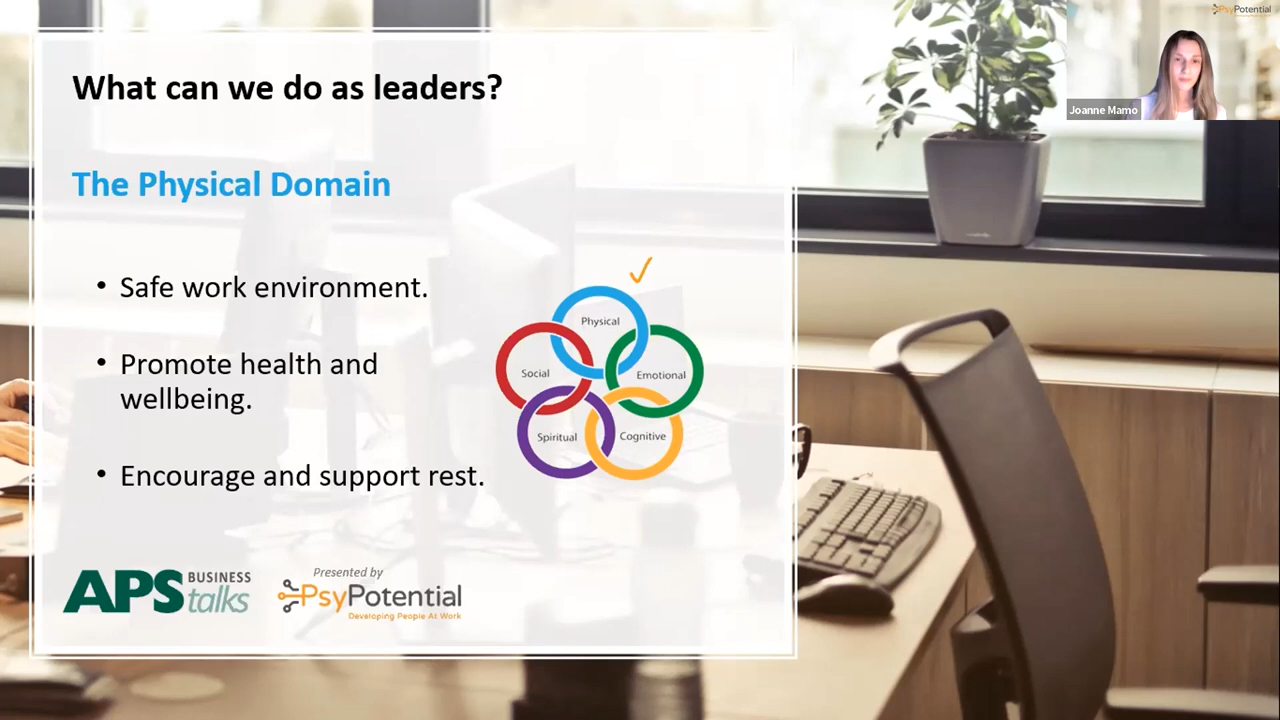 PsyPotential
Joanne Mamo
What can we do as leaders?
The Physical Domain
• Safe work environment.
• Promote health and
wellbeing.
• Encourage and support rest.
Physical
Social
Emotional
Spiritual
Cognitive
APS BUSINESS
talks
Presented by
PsyPotential
Developing People At Work